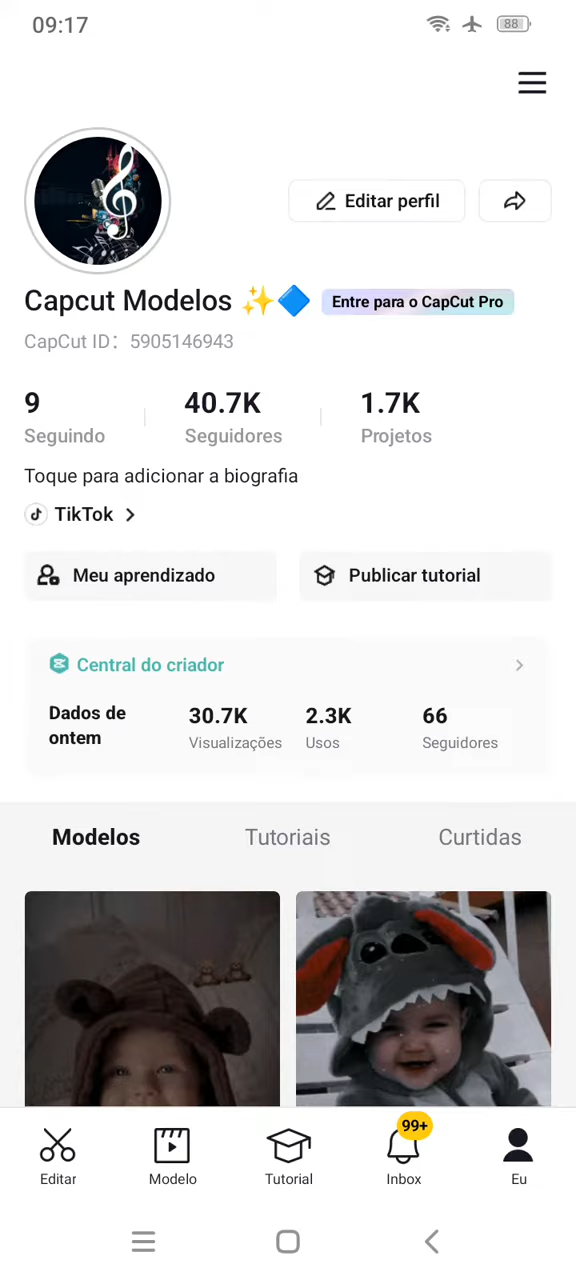 09:17
88
Editar perfil
Capcut Modelos ✨🔷 Entre para o CapCut Pro
CapCut ID: 5905146943
9 40.7K 1.7K
Seguindo Seguidores Projetos
Toque para adicionar a biografia
TikTok >
Meu aprendizado Publicar tutorial
Central do criador >
Dados de ontem
30.7K 2.3K 66
Visualizações Usos Seguidores
Modelos Tutoriais Curtidas
99+
Editar Modelo Tutorial Inbox Eu